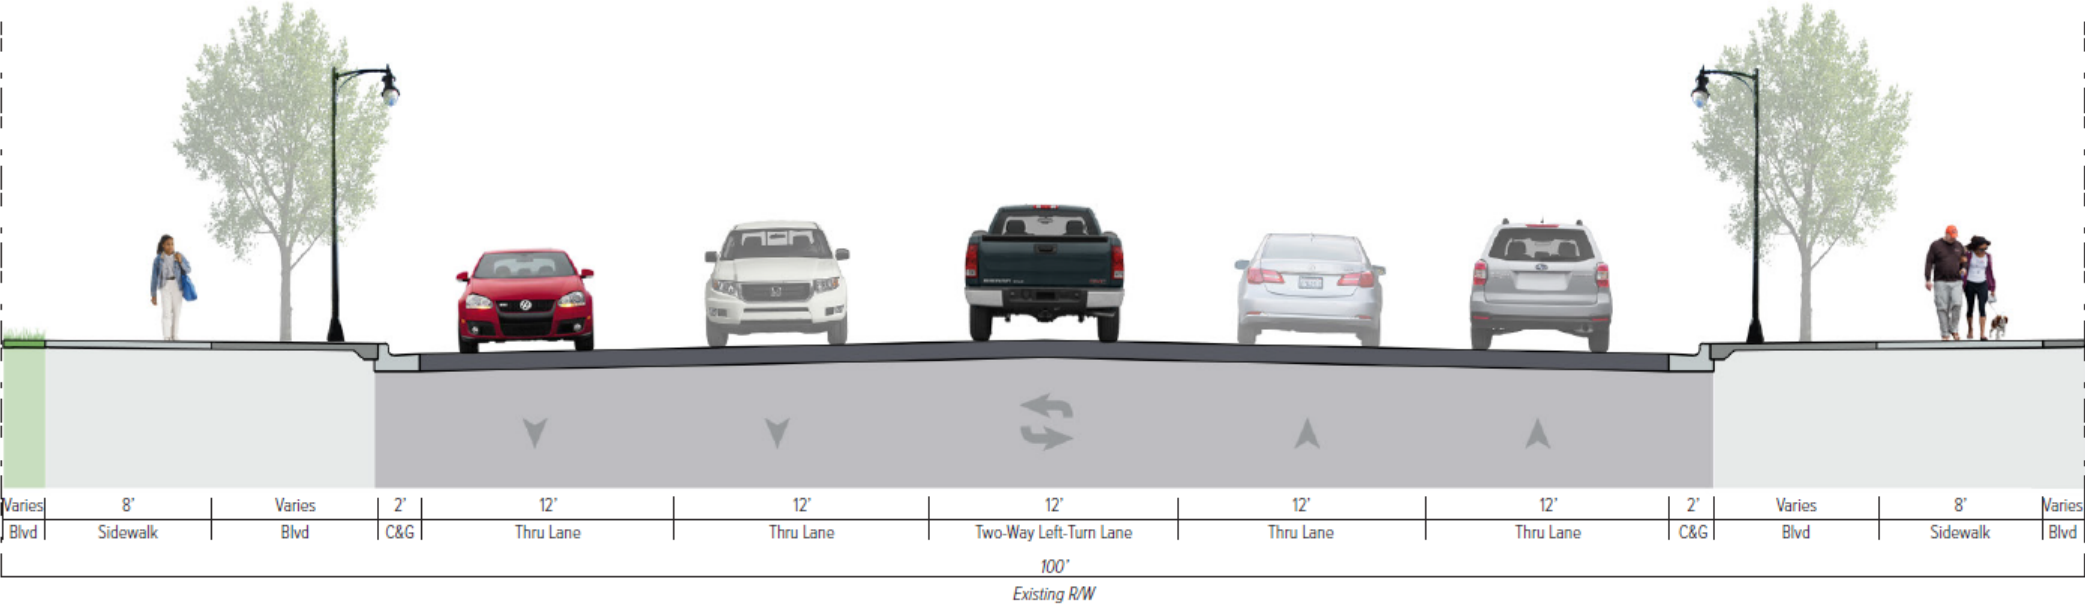 Varies 8' Varies 2' 12' 12' 12' 12' 12' 2' Varies 8' Varies
Blvd Sidewalk Blvd C&G Thru Lane Thru Lane Two-Way Left-Turn Lane Thru Lane Thru Lane C&G Blvd Sidewalk Blvd
100'
Existing R/W